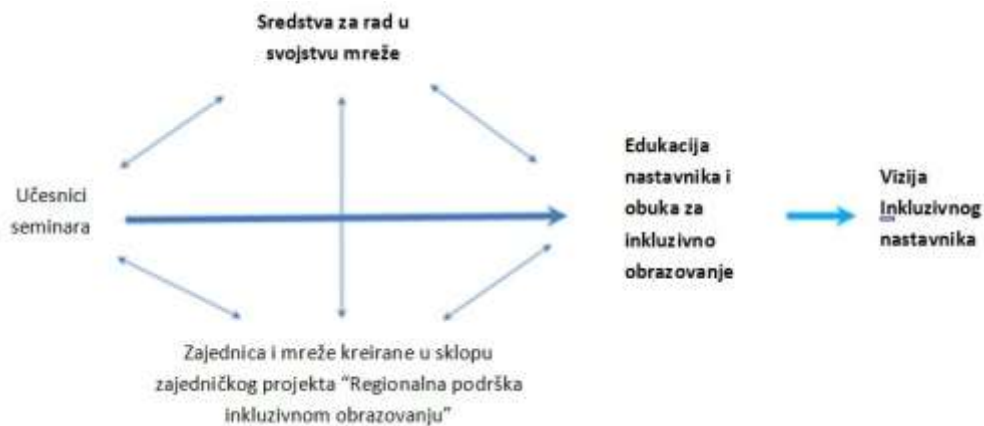 Sredstva za rad u
svojstvu mreže
Učesnici
seminara
Edukacija
nastavnika i
obuka za
inkluzivno
obrazovanje
Vizija
Inkluzivnog
nastavnika
Zajednica i mreže kreirane u sklopu
zajedničkog projekta “Regionalna podrška
inkluzivnom obrazovanju”